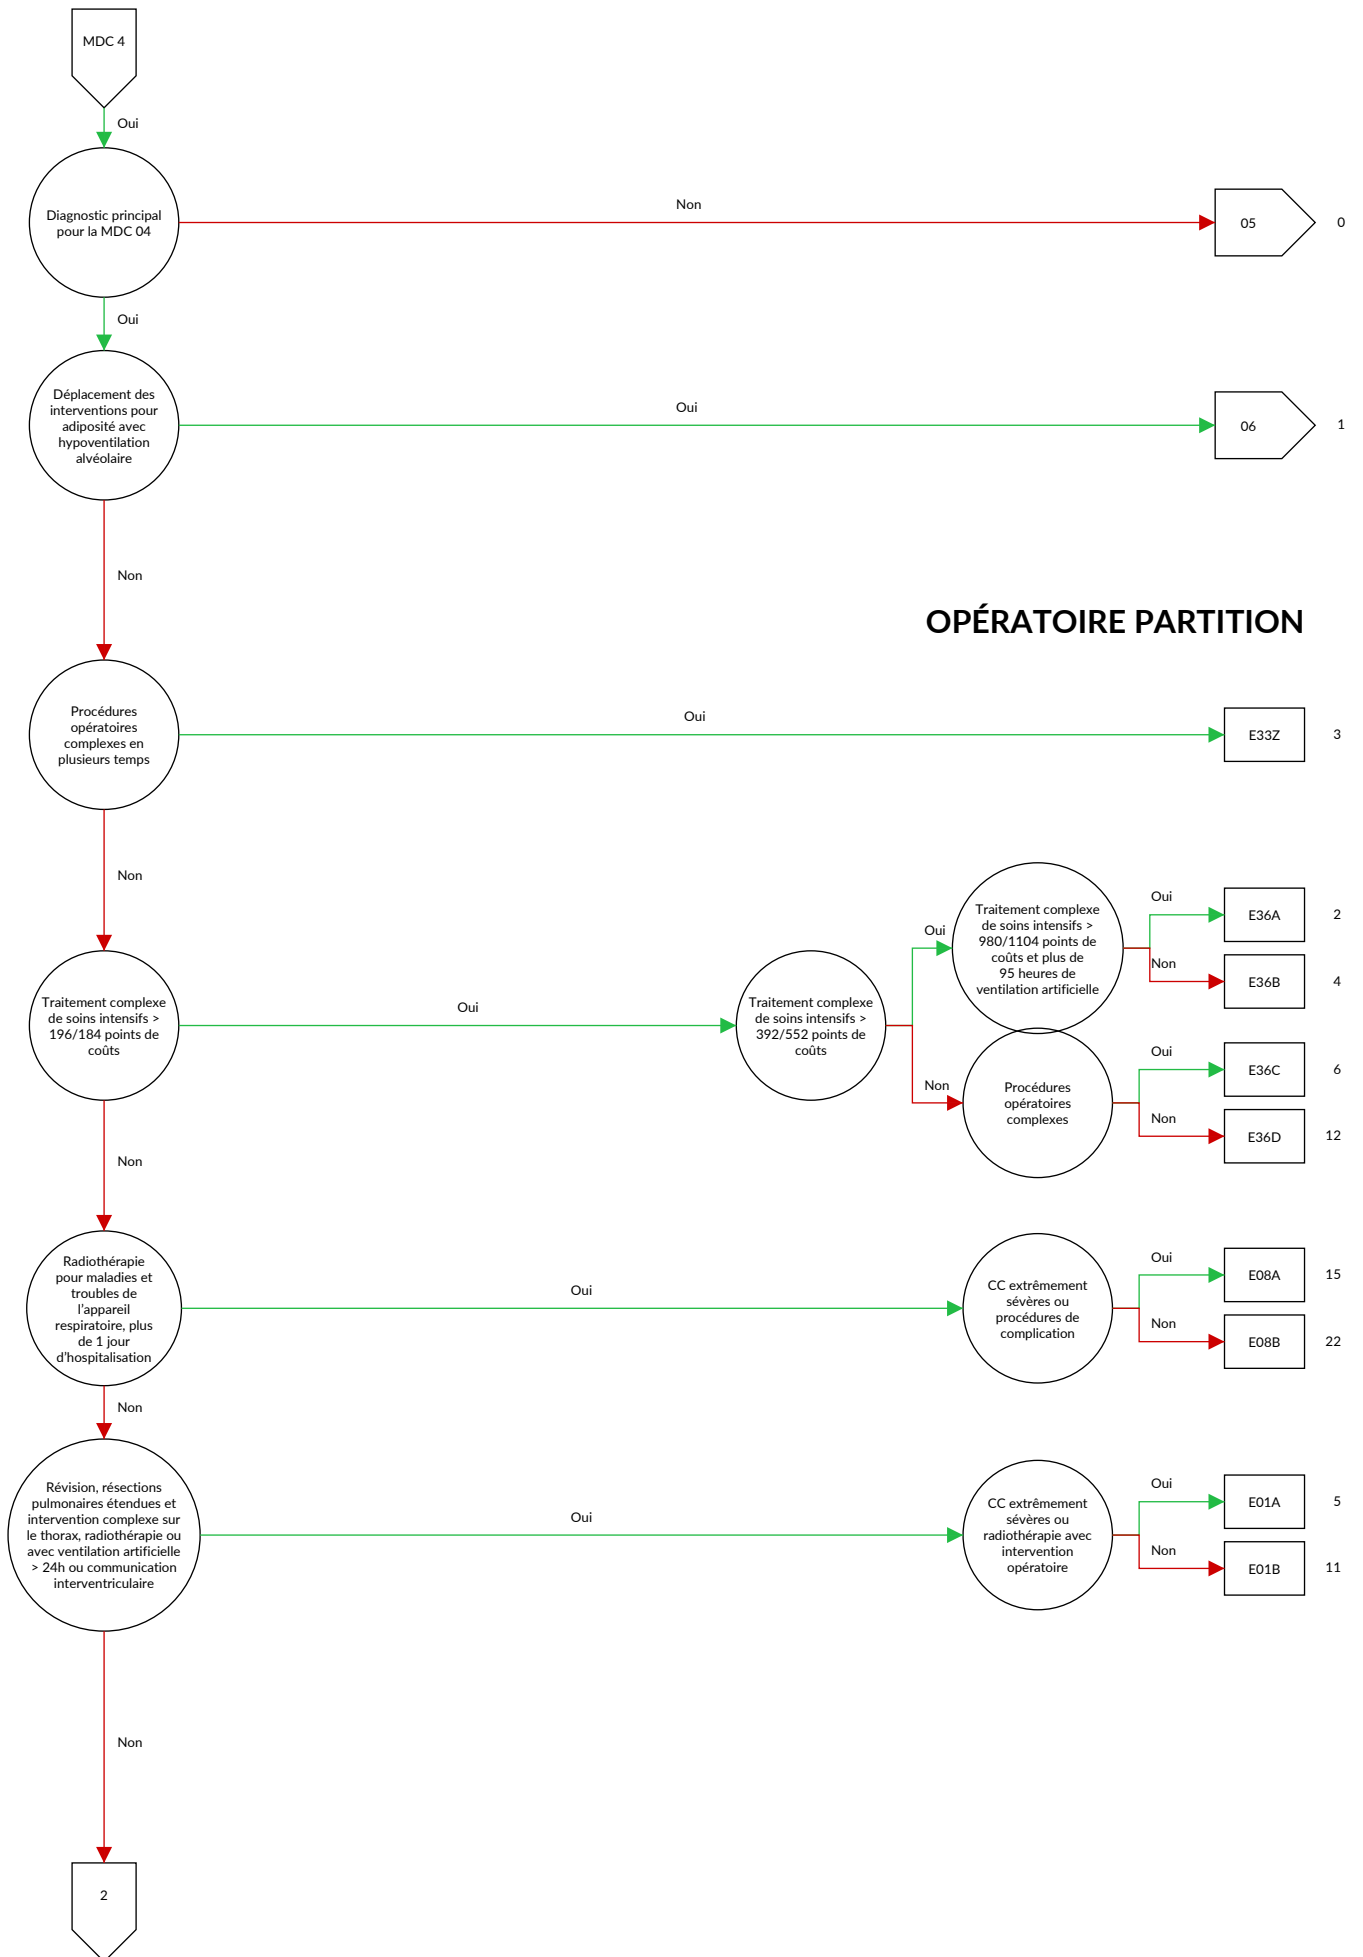 MDC 4
Oui
Diagnostic principal
pour la MDC 04
Non
05
0
Oui
Déplacement des
interventions pour
adiposité avec
hypoventilation
alvéolaire
Oui
06
1
Non
OPÉRATOIRE PARTITION
Procédures
opératoires
complexes en
plusieurs temps
Oui
E33Z
3
Non
Traitement complexe
de soins intensifs >
196/184 points de
coûts
Oui
Traitement complexe
de soins intensifs >
392/552 points de
coûts
Oui
Traitement complexe
de soins intensifs >
980/1104 points de
coûts et plus de
95 heures de
ventilation artificielle
Oui
E36A
2
Non
E36B
4
Non
Procédures
opératoires
complexes
Oui
E36C
6
Non
E36D
12
Non
Radiothérapie
pour maladies et
troubles de
l'appareil
respiratoire, plus
de 1 jour
d'hospitalisation
Oui
CC extrêmement
sévères ou
procédures de
complication
Oui
E08A
15
Non
E08B
22
Non
Révision, résections
pulmonaires étendues et
intervention complexe sur
le thorax, radiothérapie ou
avec ventilation artificielle
> 24h ou communication
interventriculaire
Oui
CC extrêmement
sévères ou
radiothérapie avec
intervention
opératoire
Oui
E01A
5
Non
E01B
11
Non
2